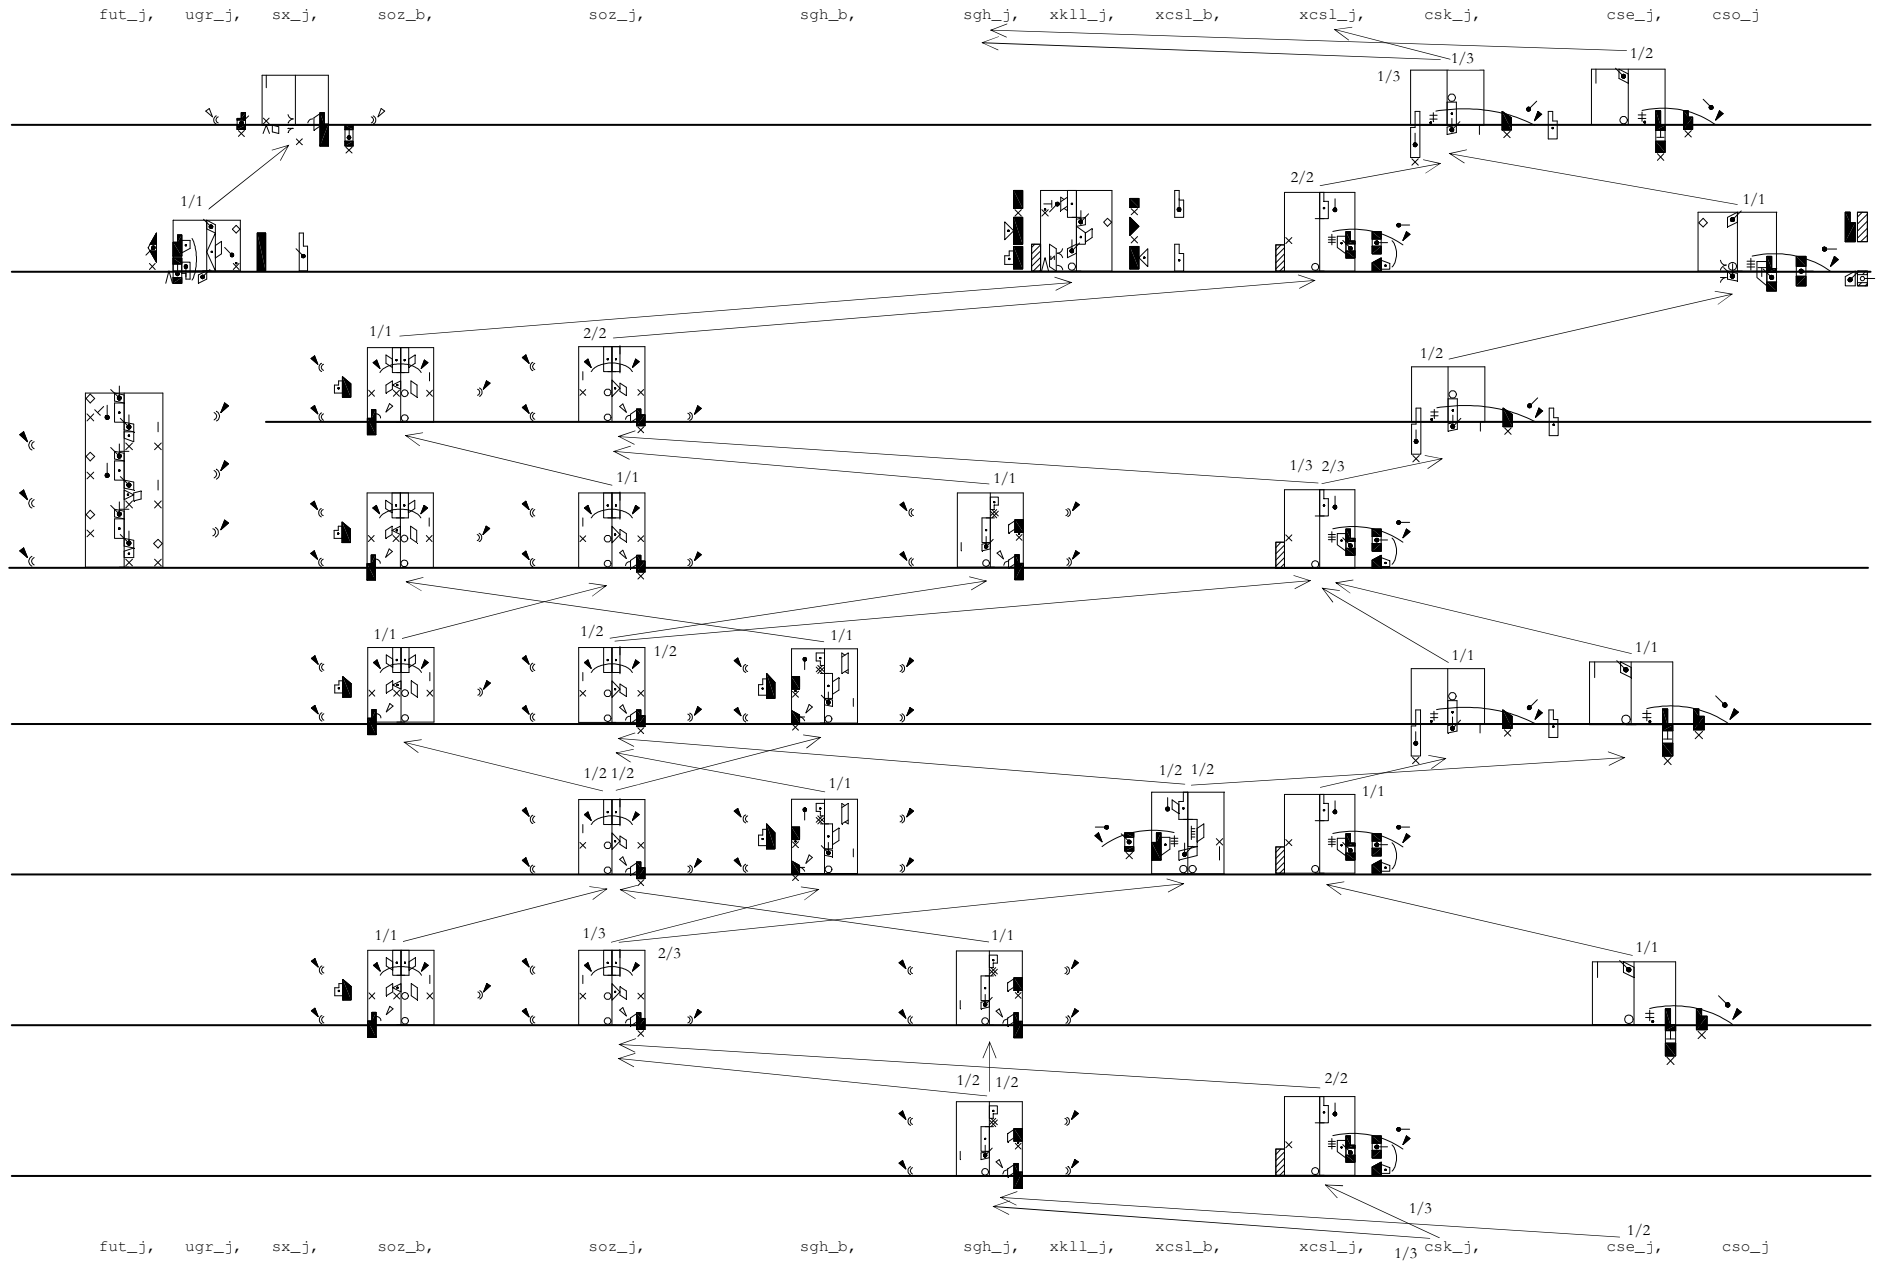 fut_j, ugr_j, sx_j, soz_b, soz_j, sgh_b, sgh_j, xkll_j, xcsl_b, xcsl_j, csk_j, cse_j, cso_j
1/3 1/2
1/3
2/2
1/1 1/1
1/1 2/2
1/2
1/3 2/3
1/1 1/1
1/1 1/2 1/1
1/2 1/1 1/1
1/2 1/2 1/2 1/2
1/1 1/1
1/1 1/3 1/1
2/3 1/1
1/2 1/2 2/2
1/3
1/2
fut_j, ugr_j, sx_j, soz_b, soz_j, sgh_b, sgh_j, xkll_j, xcsl_b, xcsl_j, csk_j, cse_j, cso_j
1/3